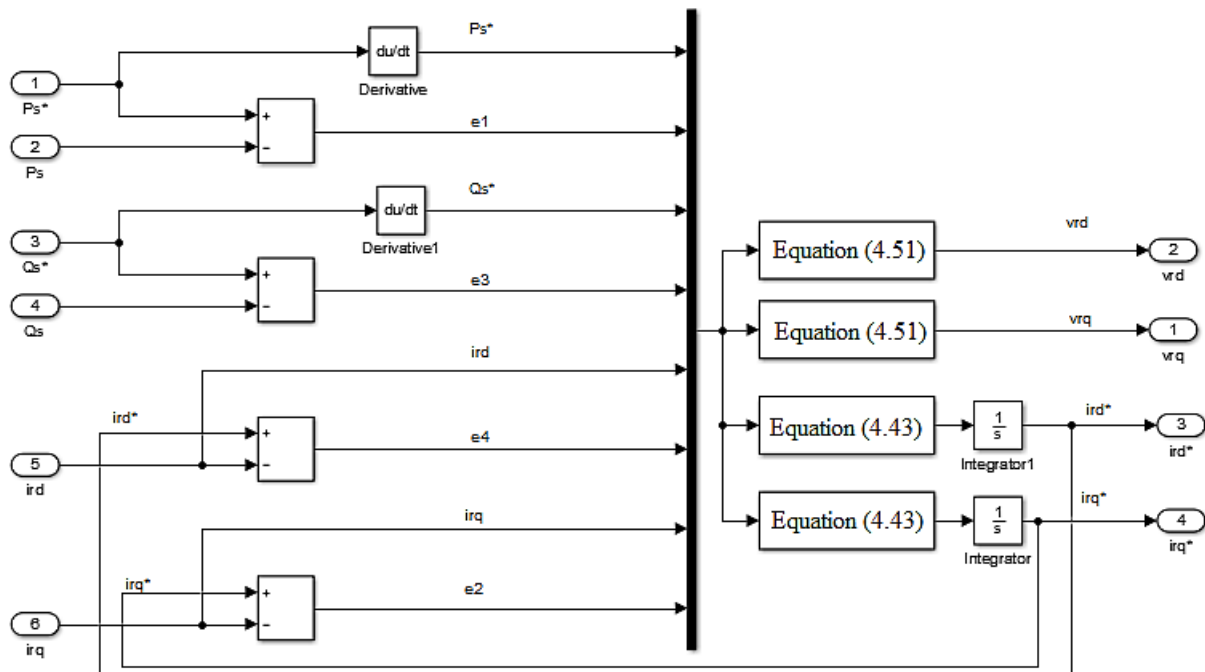 Ps*
du/dt
Derivative
1
Ps*
+
−
e1
2
Ps
Qs*
du/dt
Derivative1
3
Qs*
+
−
e3
4
Qs
Equation (4.51)
vrd
2
vrd
Equation (4.51)
vrq
1
vrq
ird
ird*
+
−
e4
5
ird
Equation (4.43)
1
s
Integrator1
ird*
3
ird*
irq
Equation (4.43)
1
s
Integrator
irq*
4
irq*
irq*
+
−
e2
6
irq